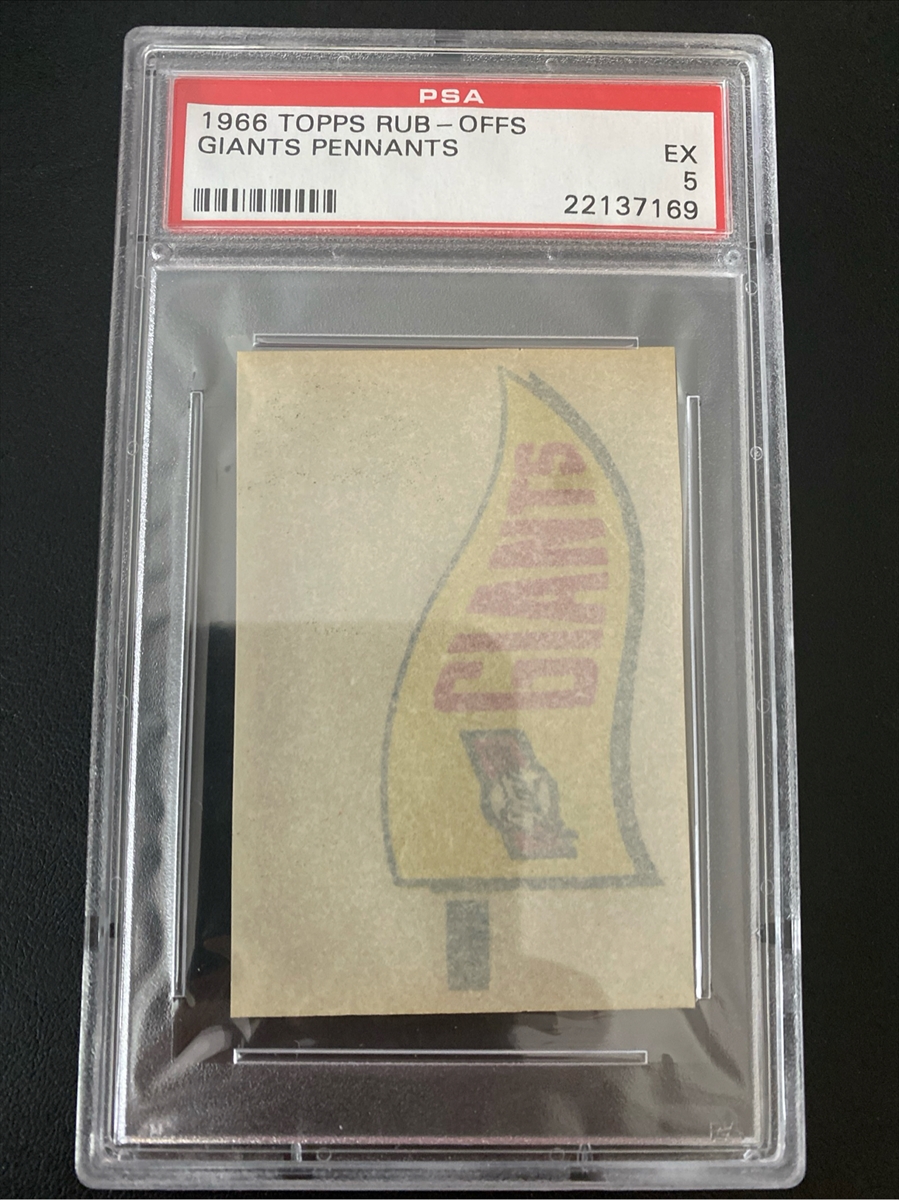 PSA
1966 TOPPS RUB-OFFS
GIANTS PENNANTS
EX
5
22137169
GIANTS